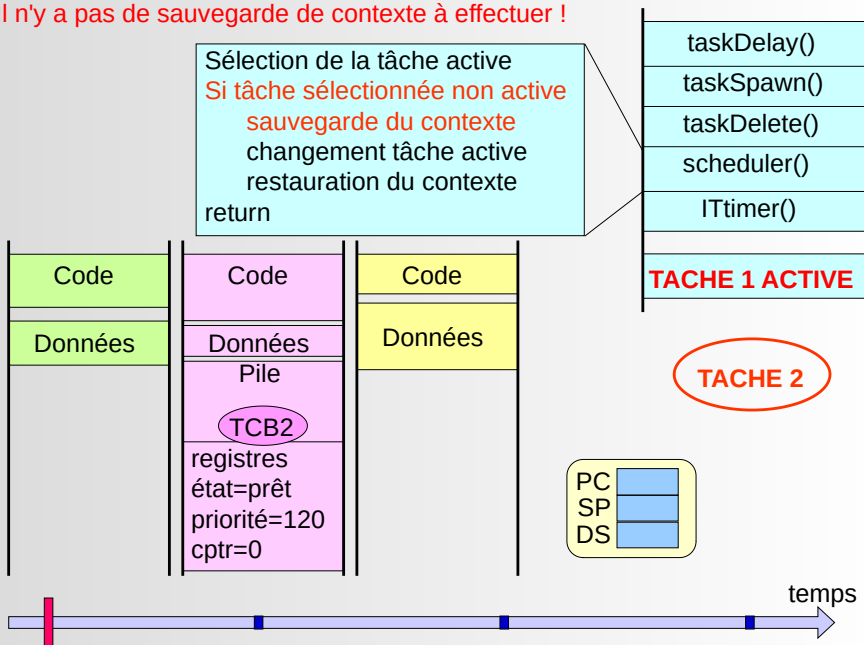 l n'y a pas de sauvegarde de contexte à effectuer !
Sélection de la tâche active
Si tâche sélectionnée non active
sauvegarde du contexte
changement tâche active
restauration du contexte
return
taskDelay()
taskSpawn()
taskDelete()
scheduler()
ITtimer()
TACHE 1 ACTIVE
Code
Données
Code
Données
Pile
TCB2
registres
état=prêt
priorité=120
cptr=0
Code
Données
TACHE 2
PC
SP
DS
temps